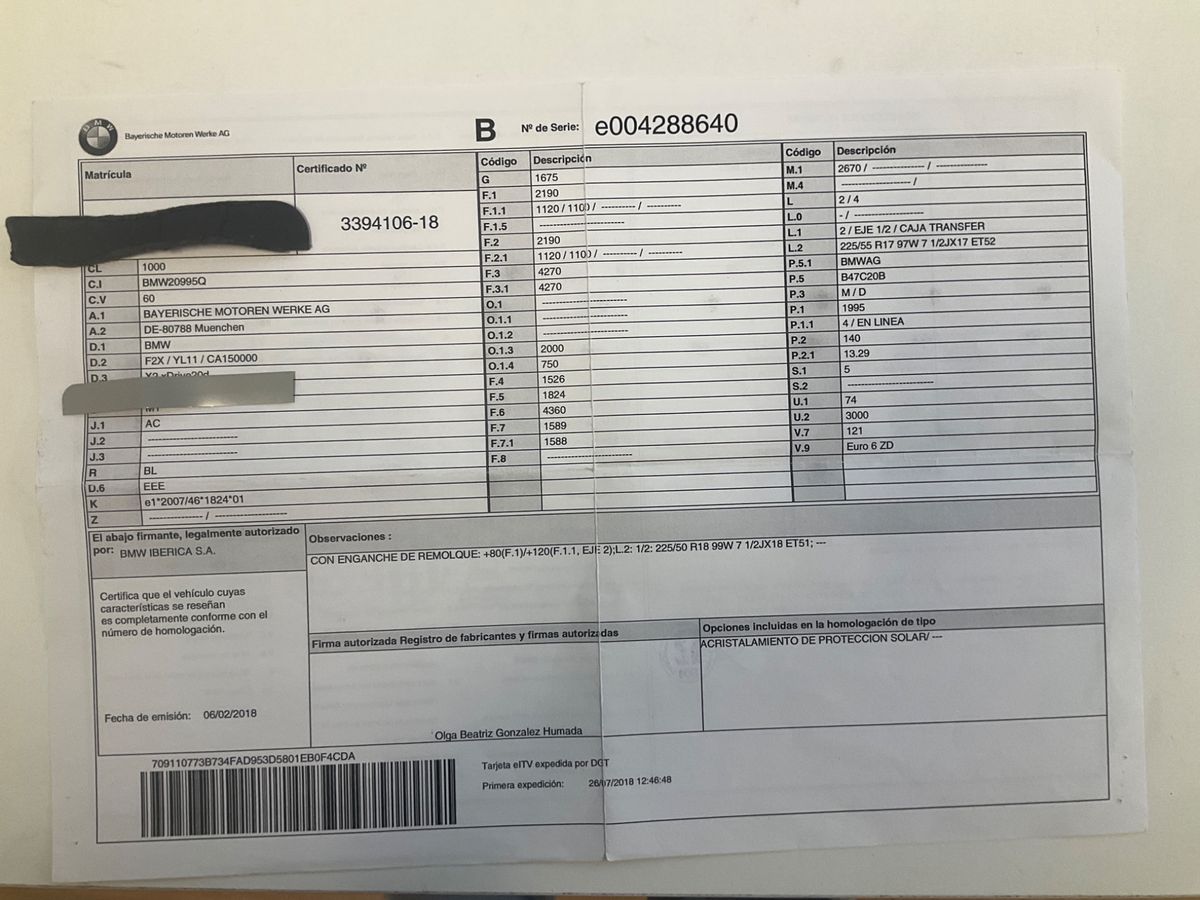 BMW
Bayerische Motoren Werke AG
B
Nº de Serie: e004288640
Matrícula
Certificado Nº
3394106-18
CL 1000
C.I BMW20995Q
C.V 60
A.1 BAYERISCHE MOTOREN WERKE AG
A.2 DE-80788 Muenchen
D.1 BMW
D.2 F2X / YL11 / CA150000
D.3 X2 xDrive20d
M1
J.1 AC
J.2 ------------------------
J.3 ------------------------
R BL
D.6 EEE
K e1*2007/46*1824*01
Z -------------- / -------------------
Código Descripción
G 1675
F.1 2190
F.1.1 1120 / 1100 / --------- / ---------
F.1.5 ----------------------
F.2 2190
F.2.1 1120 / 1100 / --------- / ---------
F.3 4270
F.3.1 4270
O.1 -----------------------
O.1.1 -----------------------
O.1.2 -----------------------
O.1.3 2000
O.1.4 750
F.4 1526
F.5 1824
F.6 4360
F.7 1589
F.7.1 1588
F.8 -----------------------
Código Descripción
M.1 2670 / -------------- / --------------
M.4 ------------------- /
L 2 / 4
L.0 - / -------------------
L.1 2 / EJE 1/2 / CAJA TRANSFER
L.2 225/55 R17 97W 7 1/2JX17 ET52
P.5.1 BMWAG
P.5 B47C20B
P.3 M / D
P.1 1995
P.1.1 4 / EN LINEA
P.2 140
P.2.1 13.29
S.1 5
S.2 -----------------------
U.1 74
U.2 3000
V.7 121
V.9 Euro 6 ZD
El abajo firmante, legalmente autorizado
por: BMW IBERICA S.A.
Certifica que el vehículo cuyas
características se reseñan
es completamente conforme con el
número de homologación.
Fecha de emisión: 06/02/2018
Observaciones :
CON ENGANCHE DE REMOLQUE: +80(F.1)/+120(F.1.1, EJE 2);L.2: 1/2: 225/50 R18 99W 7 1/2JX18 ET51; ---
Firma autorizada Registro de fabricantes y firmas autorizadas
Olga Beatriz Gonzalez Humada
Opciones incluidas en la homologación de tipo
ACRISTALAMIENTO DE PROTECCION SOLAR/ ---
709110773B734FAD953D5801EB0F4CDA
Tarjeta eITV expedida por DGT
Primera expedición: 26/07/2018 12:46:48